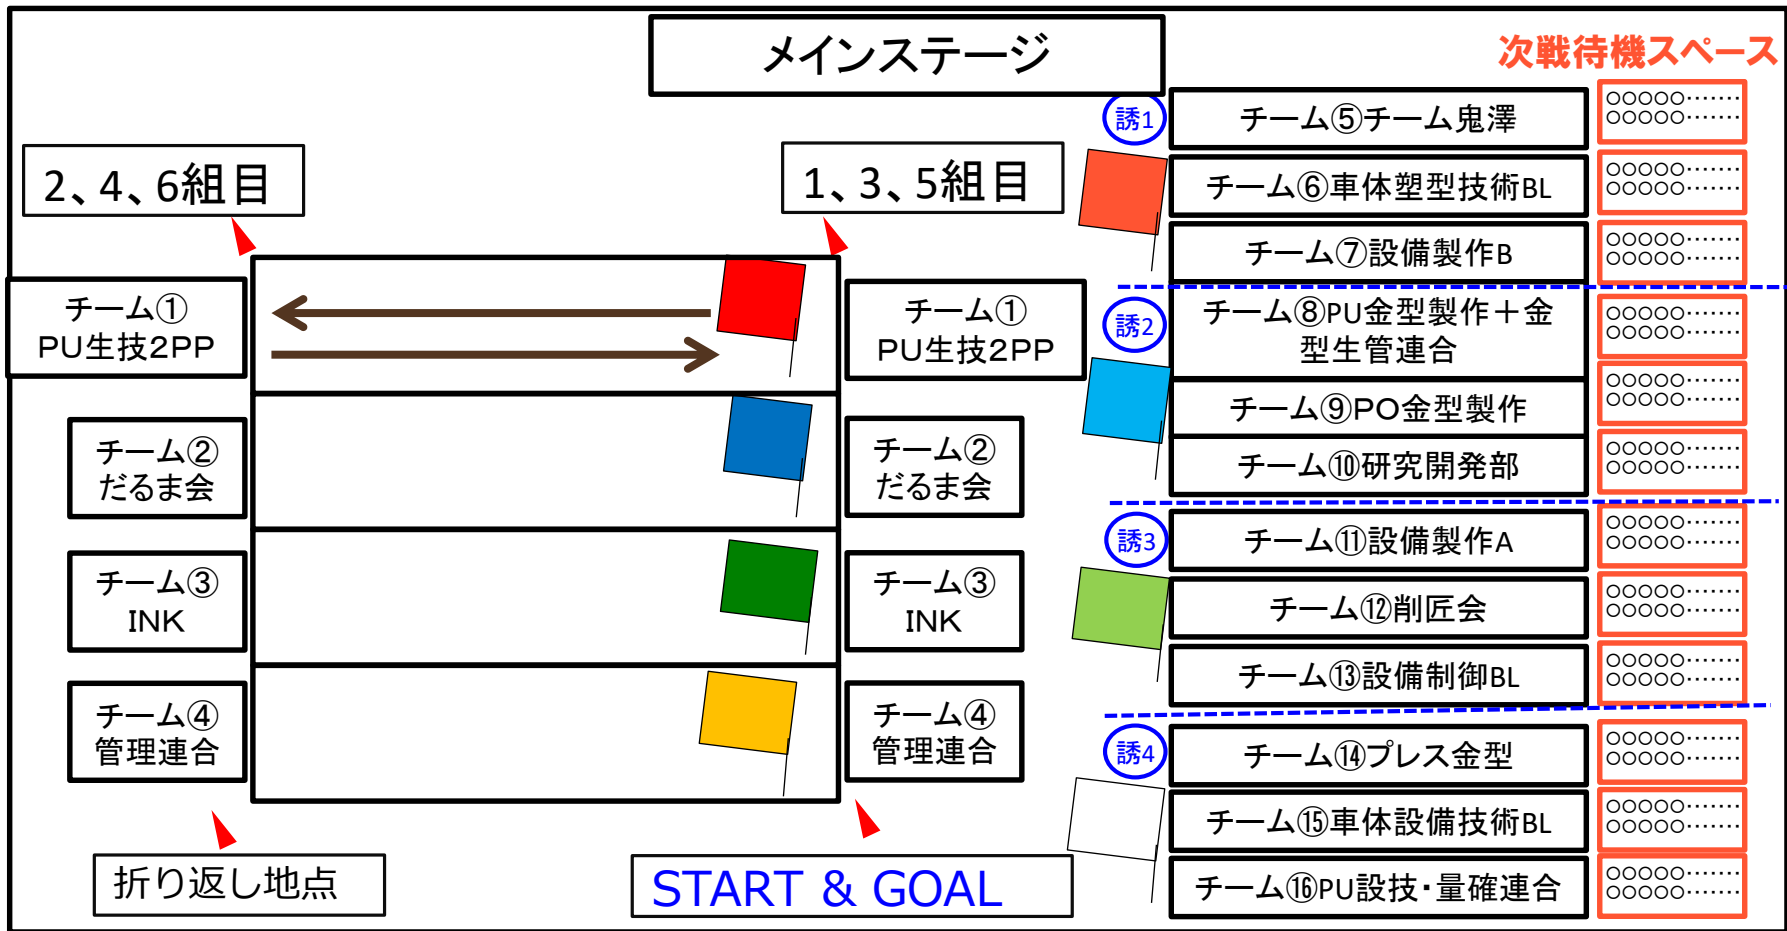 メインステージ
次戦待機スペース
2、4、6組目
1、3、5組目
チーム①
PU生技2PP
チーム②
だるま会
チーム③
INK
チーム④
管理連合
チーム①
PU生技2PP
チーム②
だるま会
チーム③
INK
チーム④
管理連合
折り返し地点
START & GOAL
誘1
チーム⑤チーム鬼澤
○○○○○‥‥‥‥
○○○○○‥‥‥‥
チーム⑥車体塑型技術BL
○○○○○‥‥‥‥
○○○○○‥‥‥‥
チーム⑦設備製作B
○○○○○‥‥‥‥
○○○○○‥‥‥‥
誘2
チーム⑧PU金型製作＋金
型生管連合
○○○○○‥‥‥‥
○○○○○‥‥‥‥
チーム⑨PO金型製作
○○○○○‥‥‥‥
○○○○○‥‥‥‥
チーム⑩研究開発部
○○○○○‥‥‥‥
○○○○○‥‥‥‥
誘3
チーム⑪設備製作A
○○○○○‥‥‥‥
○○○○○‥‥‥‥
チーム⑫削匠会
○○○○○‥‥‥‥
○○○○○‥‥‥‥
チーム⑬設備制御BL
○○○○○‥‥‥‥
○○○○○‥‥‥‥
誘4
チーム⑭プレス金型
○○○○○‥‥‥‥
○○○○○‥‥‥‥
チーム⑮車体設備技術BL
○○○○○‥‥‥‥
○○○○○‥‥‥‥
チーム⑯PU設技・量確連合
○○○○○‥‥‥‥
○○○○○‥‥‥‥